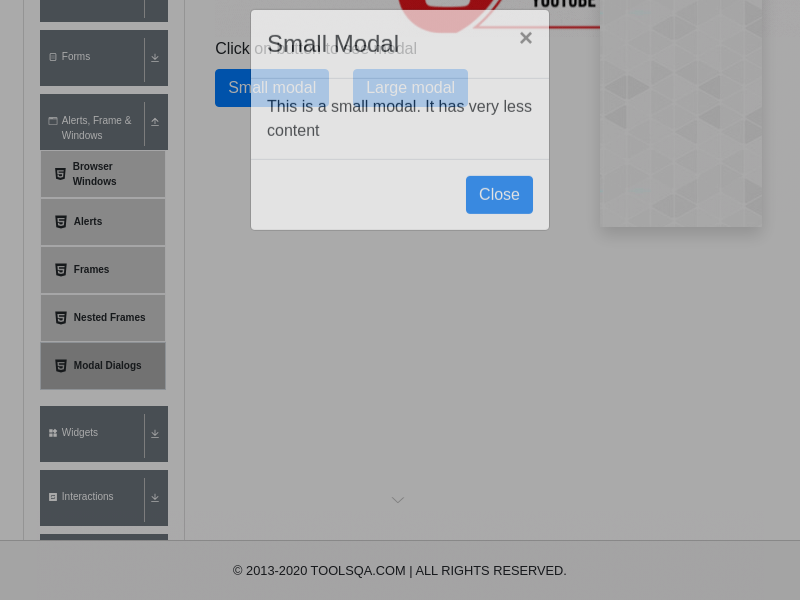 YOUTUBE
Forms
Alerts, Frame &
Windows
Browser
Windows
Alerts
Frames
Nested Frames
Modal Dialogs
Widgets
Interactions
Click on button to see modal
Small modal
Large modal
Small Modal
×
This is a small modal. It has very less
content
Close
© 2013-2020 TOOLSQA.COM | ALL RIGHTS RESERVED.